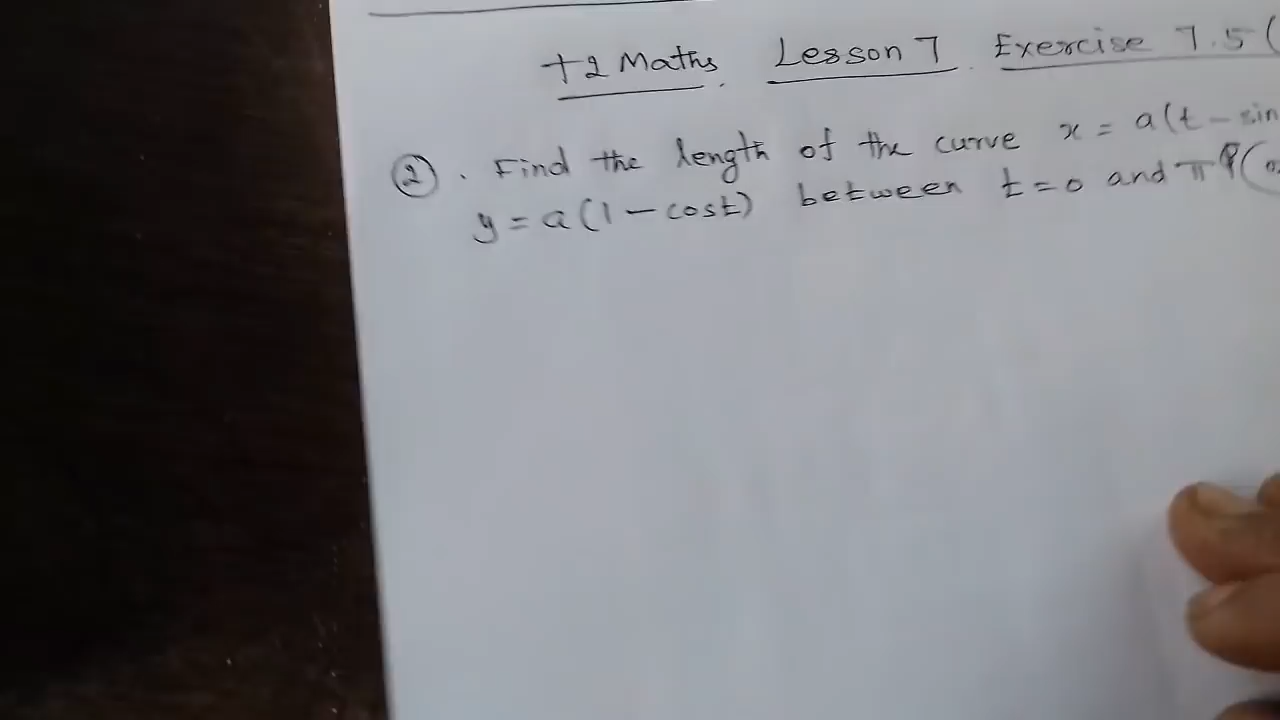 +2 Maths. Lesson 7. Exercise 7.5 (
②. Find the length of the curve x = a(t - sin
y = a(1 - cost) between t = 0 and π